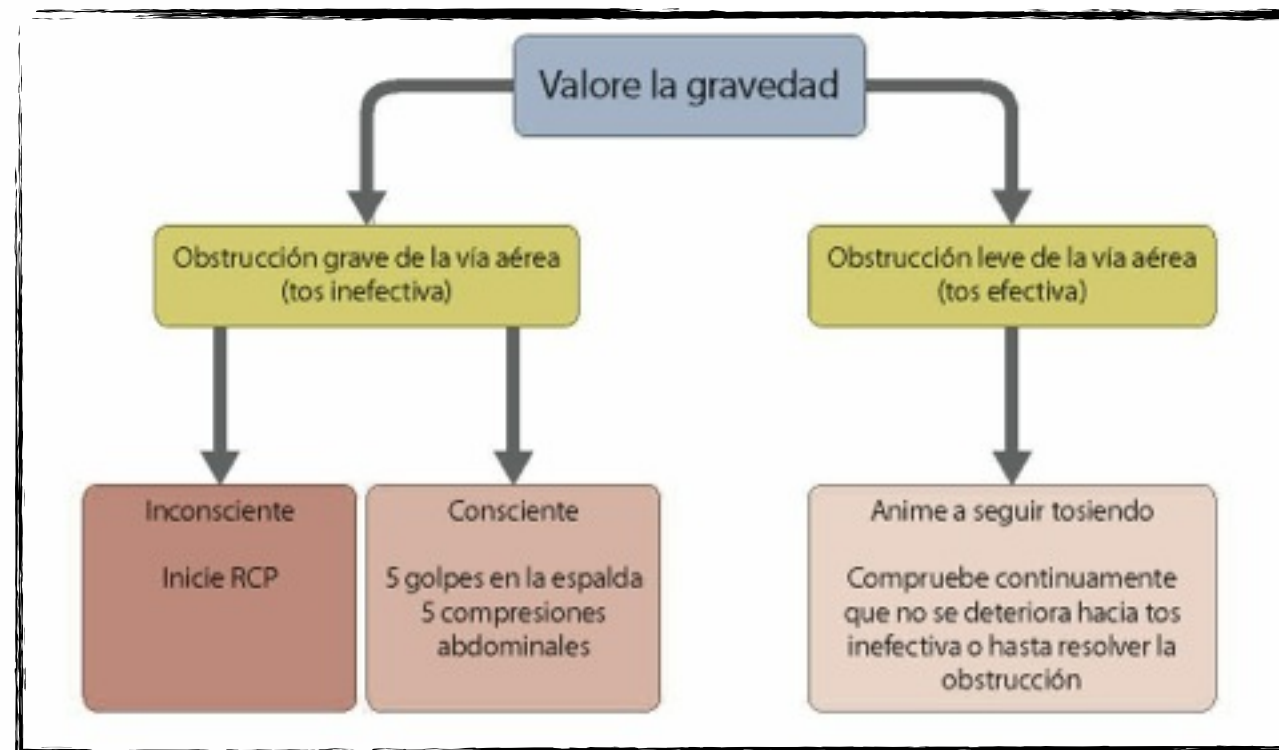 Valore la gravedad
Obstrucción grave de la vía aérea
(tos inefectiva)
Obstrucción leve de la vía aérea
(tos efectiva)
Inconsciente
Inicie RCP
Consciente
5 golpes en la espalda
5 compresiones
abdominales
Anime a seguir tosiendo
Compruebe continuamente
que no se deteriora hacia tos
inefectiva o hasta resolver la
obstrucción